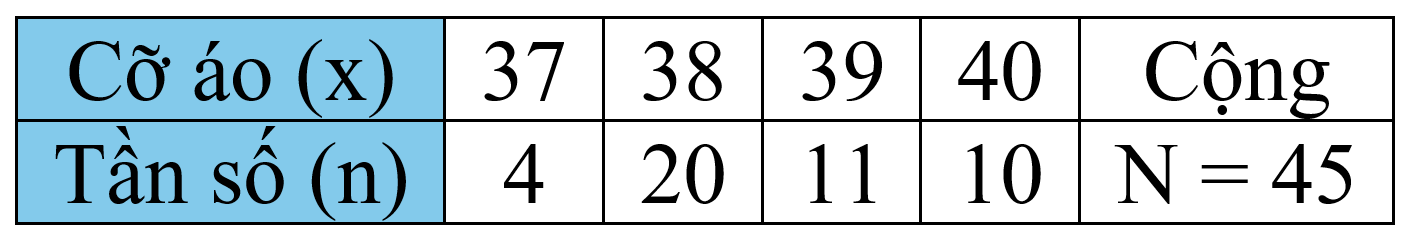 Cỡ áo (x) 37 38 39 40 Cộng
Tần số (n) 4 20 11 10 N = 45